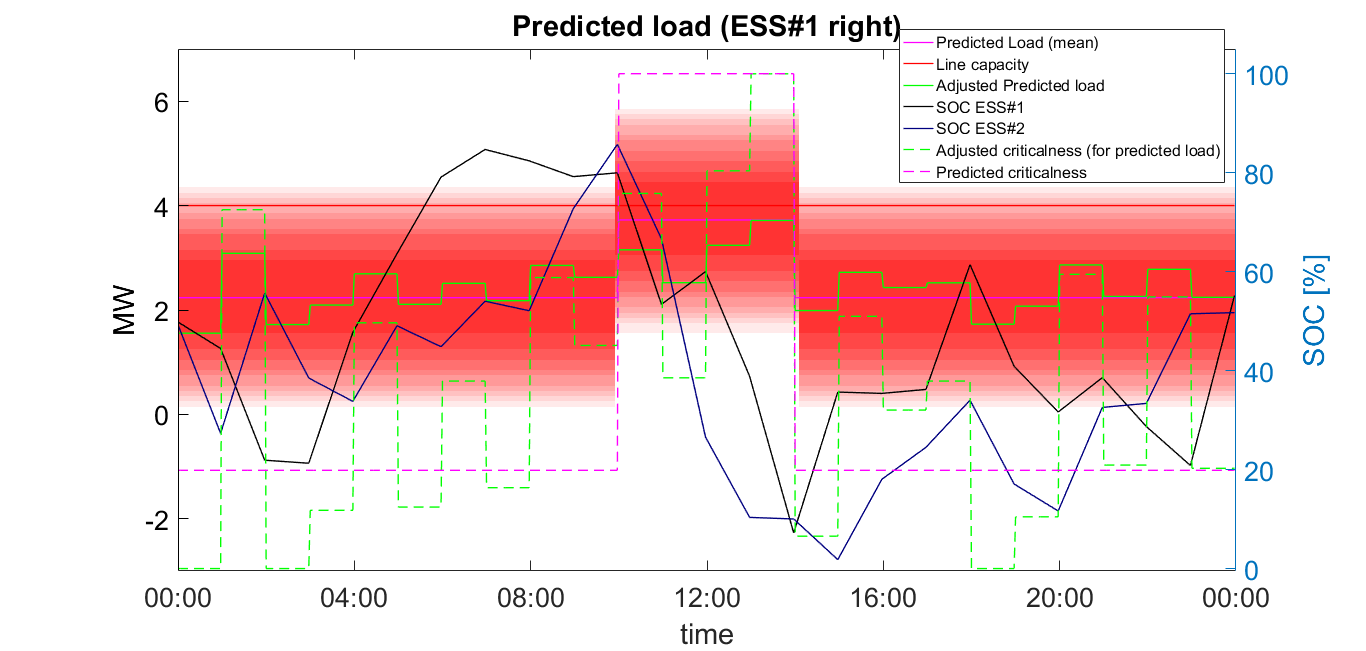 Predicted load (ESS#1 right)
Predicted Load (mean)
Line capacity
Adjusted Predicted load
SOC ESS#1
SOC ESS#2
Adjusted criticalness (for predicted load)
Predicted criticalness
MW
6
4
2
0
-2
SOC [%]
100
80
60
40
20
0
00:00 04:00 08:00 12:00 16:00 20:00 00:00
time